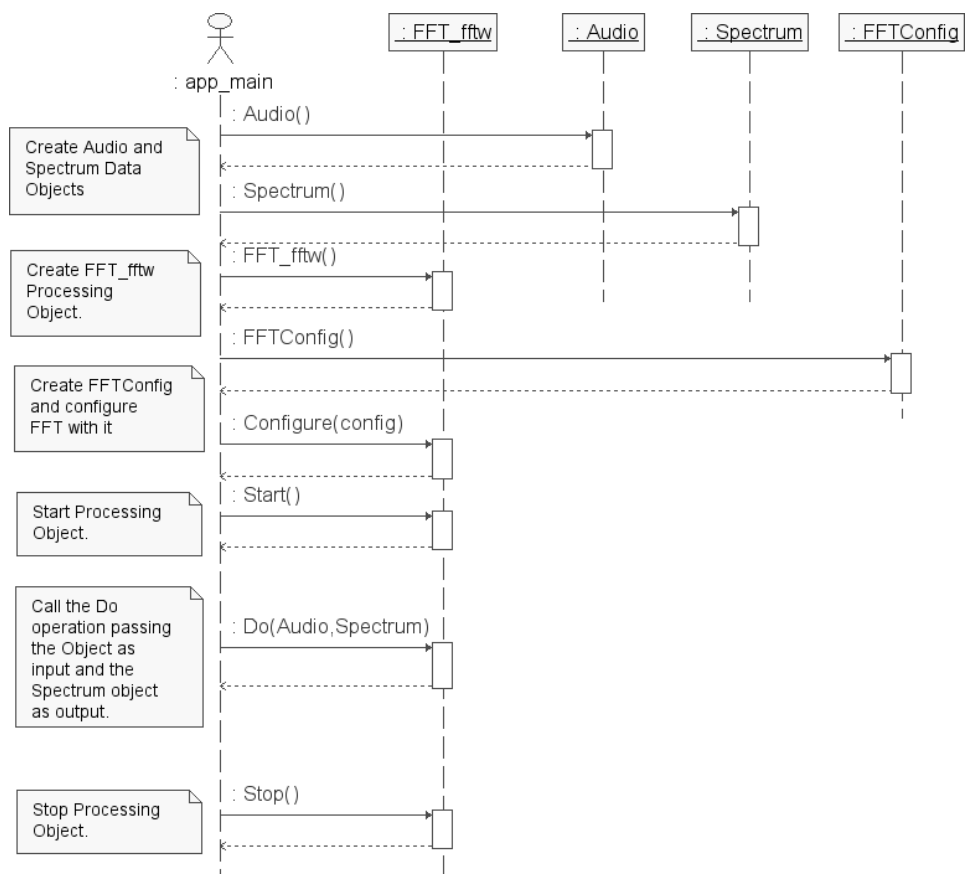 : FFT_fftw
: Audio
: Spectrum
: FFTConfig
: app_main
: Audio()
Create Audio and
Spectrum Data
Objects
: Spectrum()
: FFT_fftw()
Create FFT_fftw
Processing
Object.
: FFTConfig()
Create FFTConfig
and configure
FFT with it
: Configure(config)
: Start()
Start Processing
Object.
Call the Do
operation passing
the Object as
input and the
Spectrum object
as output.
: Do(Audio,Spectrum)
: Stop()
Stop Processing
Object.